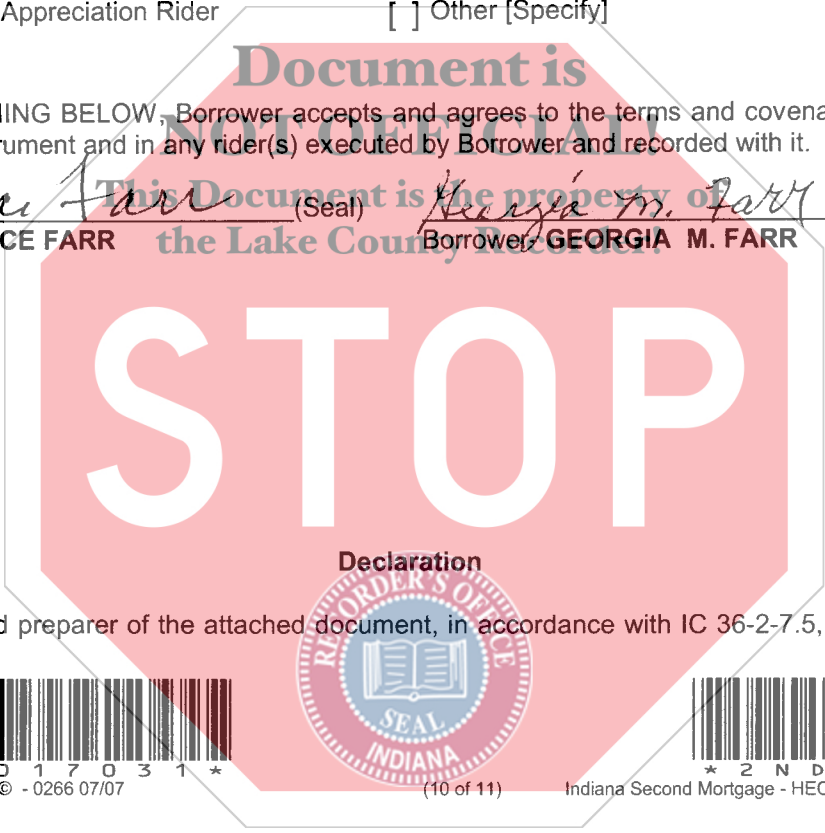 Appreciation Rider [ ] Other [Specify]
Document is
ING BELOW, Borrower accepts and agrees to the terms and covena
NOT OFFICIAL!
rument and in any rider(s) executed by Borrower and recorded with it.
This Document is the property of
Farr (Seal) Georgia M. Farr
CE FARR Borrower, GEORGIA M. FARR
the Lake County Recorder!
STOP
Declaration
RECORDER'S OFFICE
d preparer of the attached document, in accordance with IC 36-2-7.5,
SEAL
INDIANA
0 1 7 0 3 1 * * 2 N D
© - 0266 07/07 (10 of 11) Indiana Second Mortgage - HEC